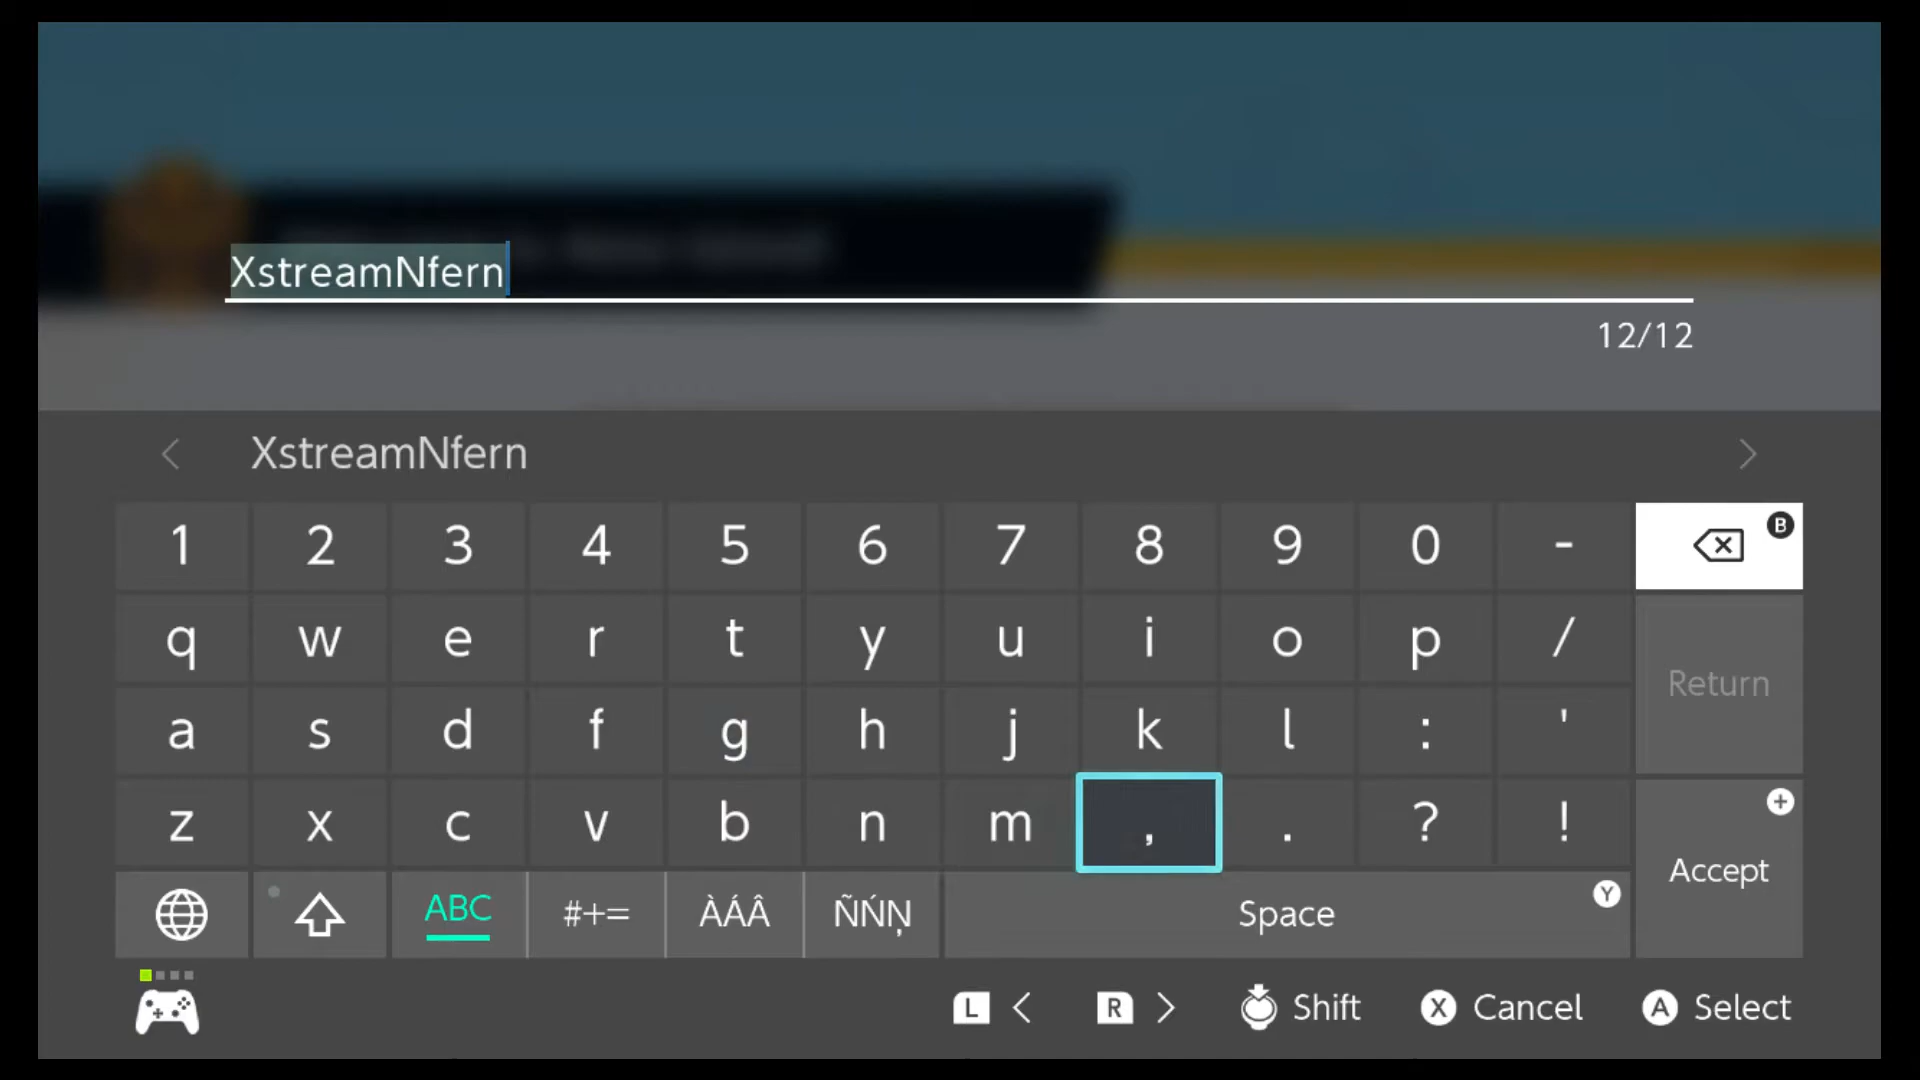 XstreamNfern
12/12
XstreamNfern
1 2 3 4 5 6 7 8 9 0 - B
q w e r t y u i o p /
Return
a s d f g h j k l : '
z x c v b n m , . ? ! +
Accept
ABC #+= ÀÁÂ ÑŃŅ Space Y
L < R > Shift X Cancel A Select